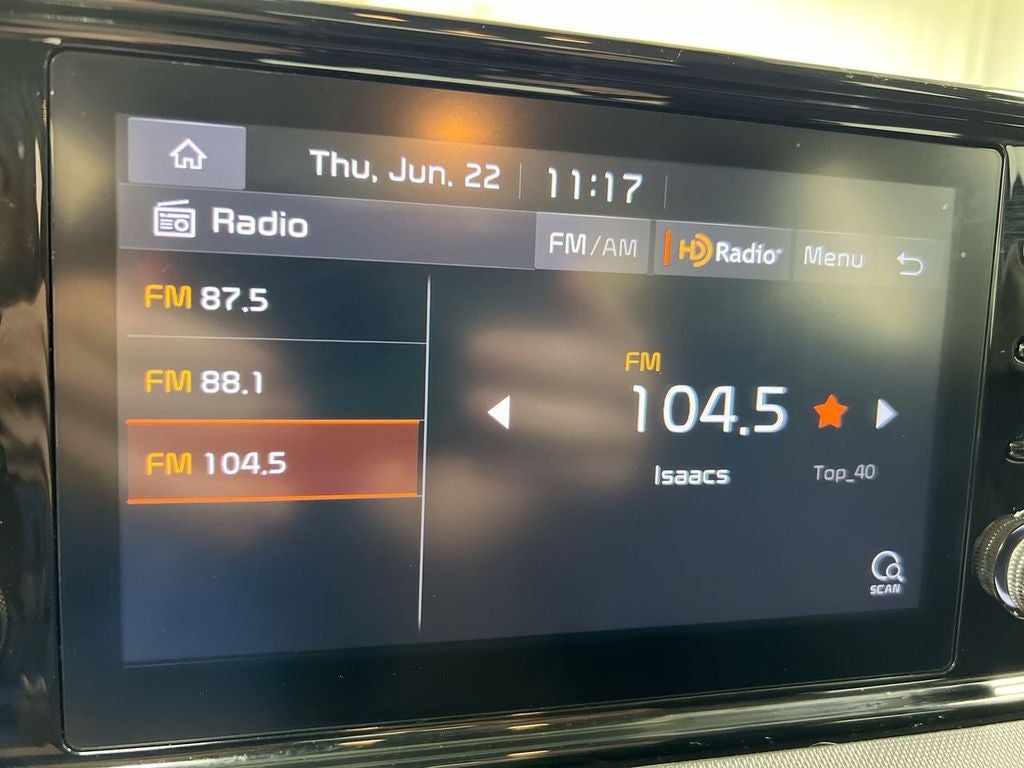 Thu, Jun. 22 11:17
Radio FM/AM HD Radio® Menu
FM 87.5
FM 88.1
FM 104.5
FM
104.5
Isaacs Top_40
SCAN